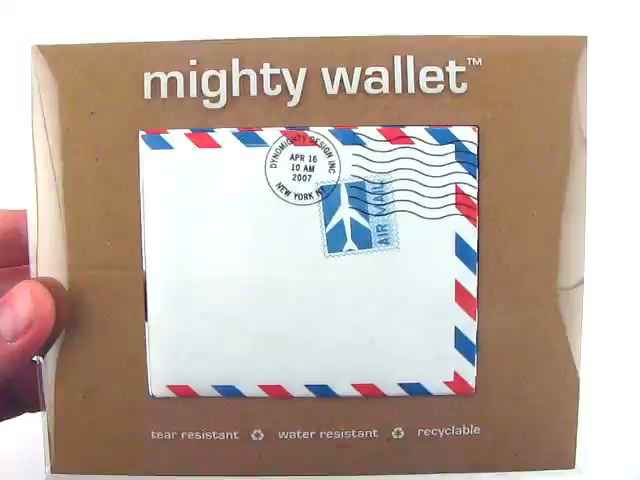 mighty wallet™
DYNOMIGHTY DESIGN INC
APR 16
10 AM
2007
NEW YORK NY
AIR MAIL
tear resistant ♻ water resistant ♻ recyclable